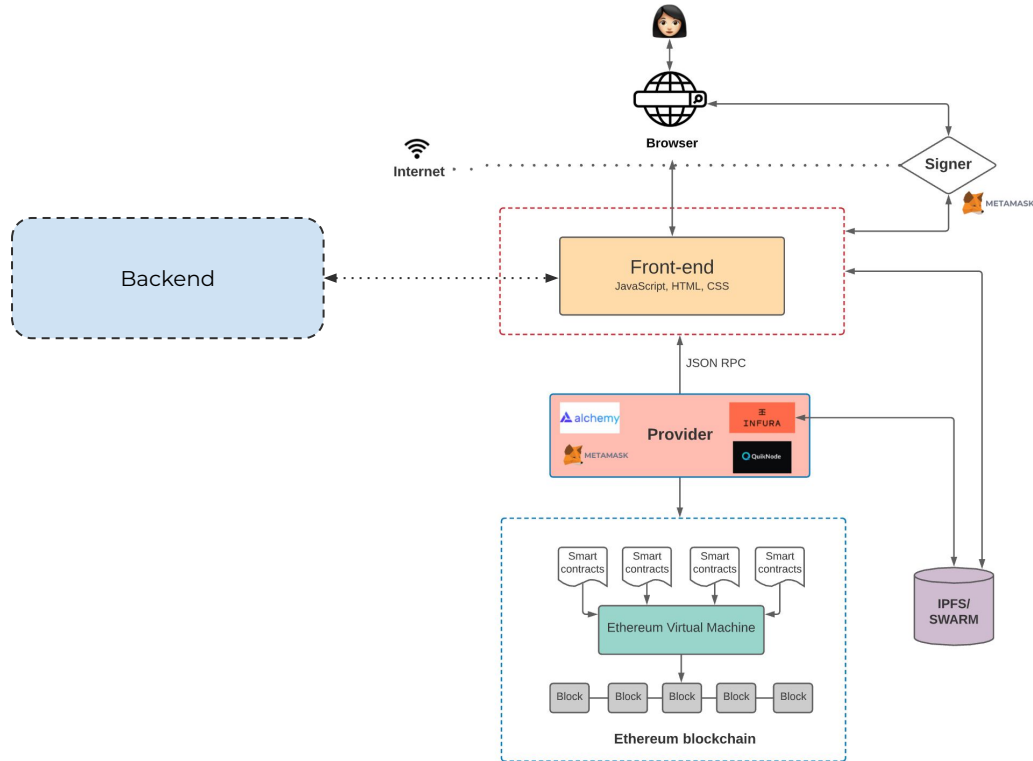 Browser
Internet
Signer
METAMASK
Backend
Front-end
JavaScript, HTML, CSS
JSON RPC
alchemy
INFURA
Provider
METAMASK
QuikNode
Smart
contracts
Smart
contracts
Smart
contracts
Smart
contracts
Ethereum Virtual Machine
IPFS/
SWARM
Block
Block
Block
Block
Block
Ethereum blockchain